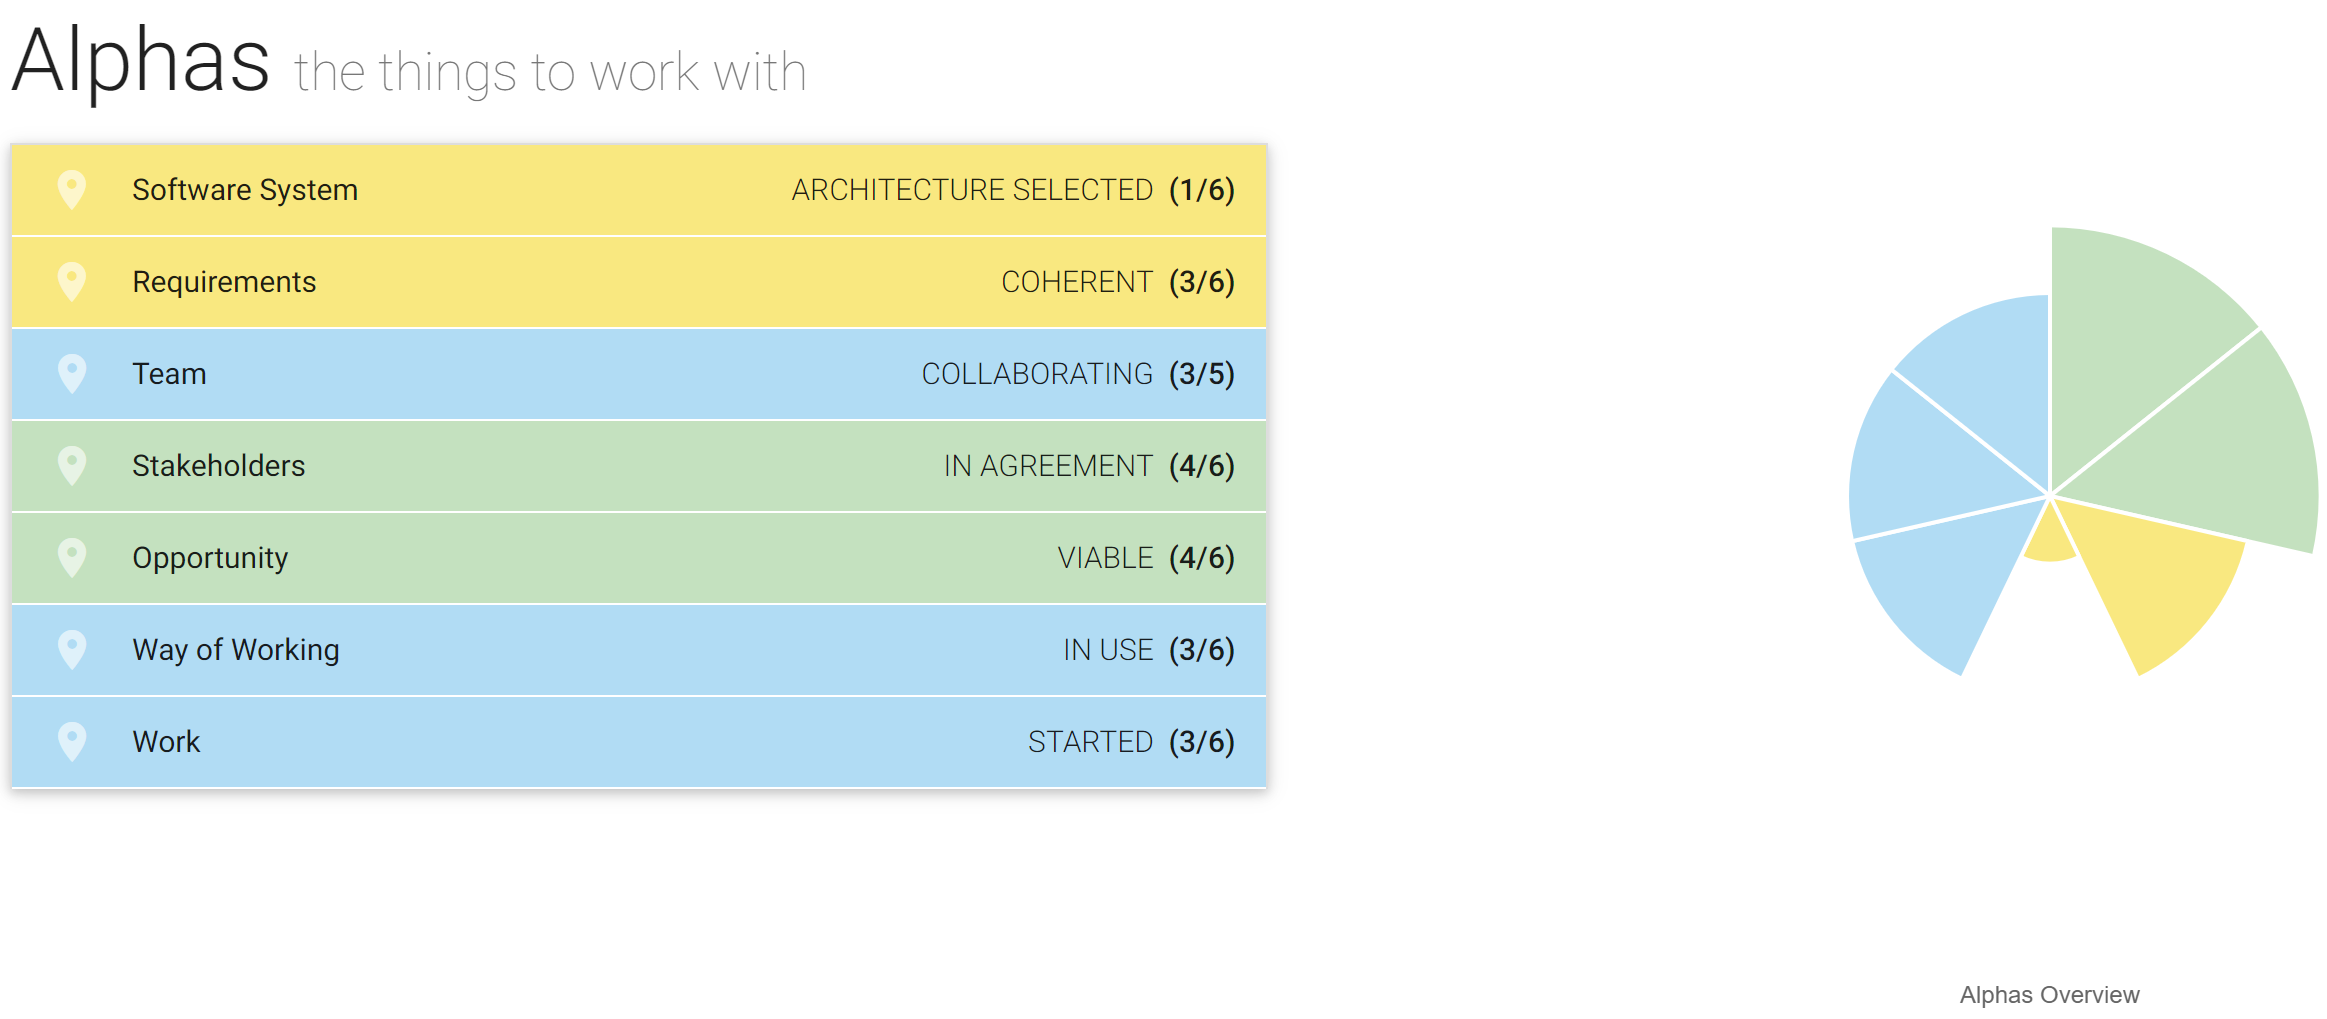 Alphas the things to work with
Software System ARCHITECTURE SELECTED (1/6)
Requirements COHERENT (3/6)
Team COLLABORATING (3/5)
Stakeholders IN AGREEMENT (4/6)
Opportunity VIABLE (4/6)
Way of Working IN USE (3/6)
Work STARTED (3/6)
Alphas Overview